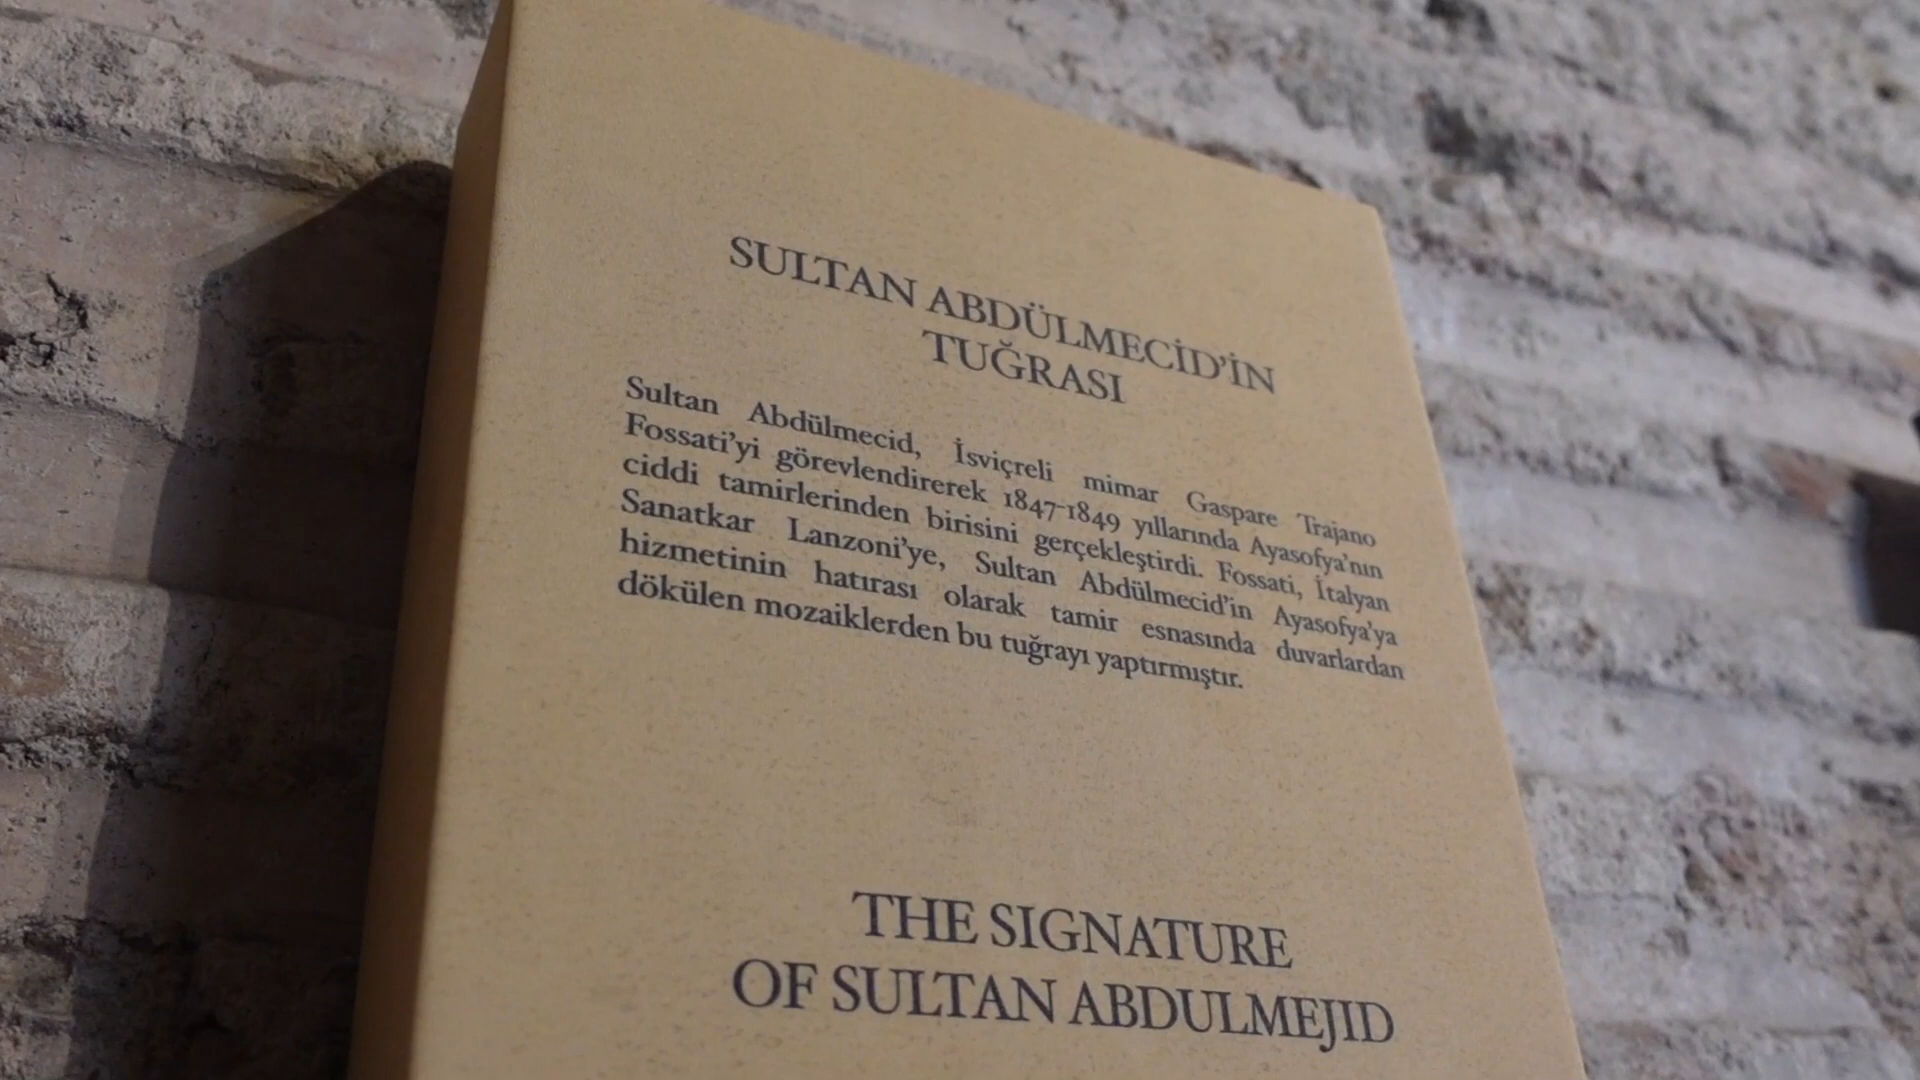 SULTAN ABDÜLMECİD'İN
TUĞRASI
Sultan Abdülmecid, İsviçreli mimar Gaspare Trajano
Fossati'yi görevlendirerek 1847-1849 yıllarında Ayasofya'nın
ciddi tamirlerinden birisini gerçekleştirdi. Fossati, İtalyan
Sanatkar Lanzoni'ye, Sultan Abdülmecid'in Ayasofya'ya
hizmetinin hatırası olarak tamir esnasında duvarlardan
dökülen mozaiklerden bu tuğrayı yaptırmıştır.
THE SIGNATURE
OF SULTAN ABDULMEJID